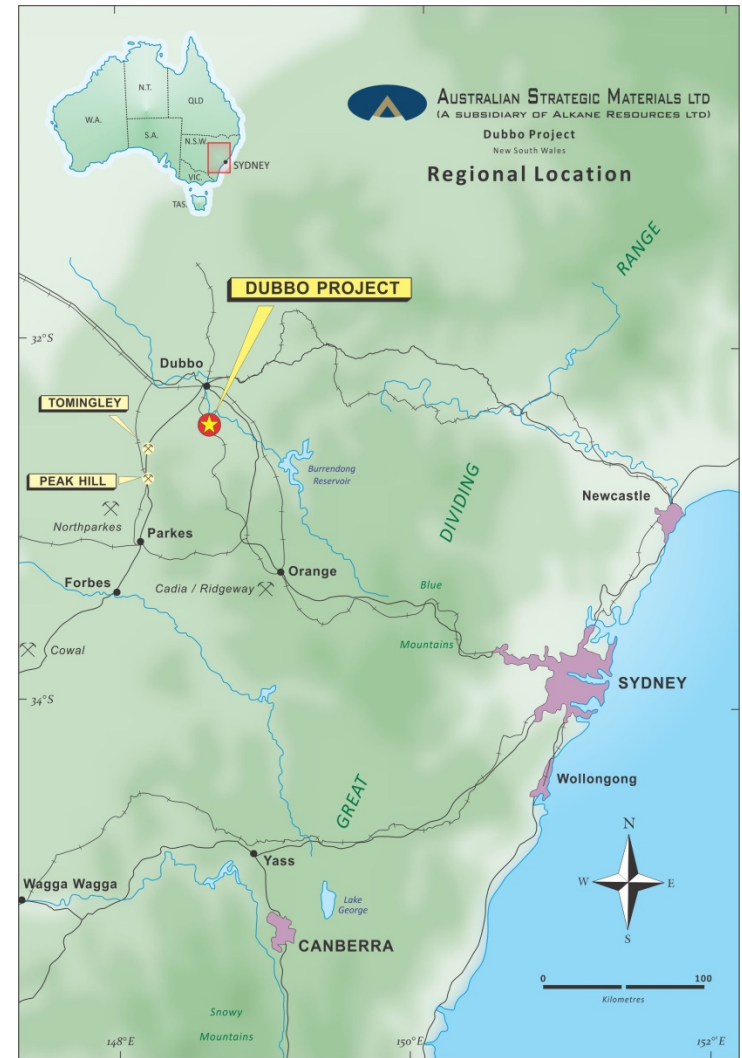 N.T.
QLD
W.A.
S.A.
N.S.W.
SYDNEY
VIC.
TAS.
AUSTRALIAN STRATEGIC MATERIALS LTD
(A SUBSIDIARY OF ALKANE RESOURCES LTD)
Dubbo Project
New South Wales
Regional Location
RANGE
DUBBO PROJECT
32°S
Dubbo
TOMINGLEY
PEAK HILL
Burrendong
Reservoir
DIVIDING
Newcastle
Northparkes
Parkes
Orange
Forbes
Cadia / Ridgeway
Blue
Mountains
Cowal
SYDNEY
34°S
Wollongong
GREAT
Yass
Wagga Wagga
Lake
George
CANBERRA
N
W
E
S
0
100
Kilometres
Snowy
Mountains
148°E
150°E
152°E